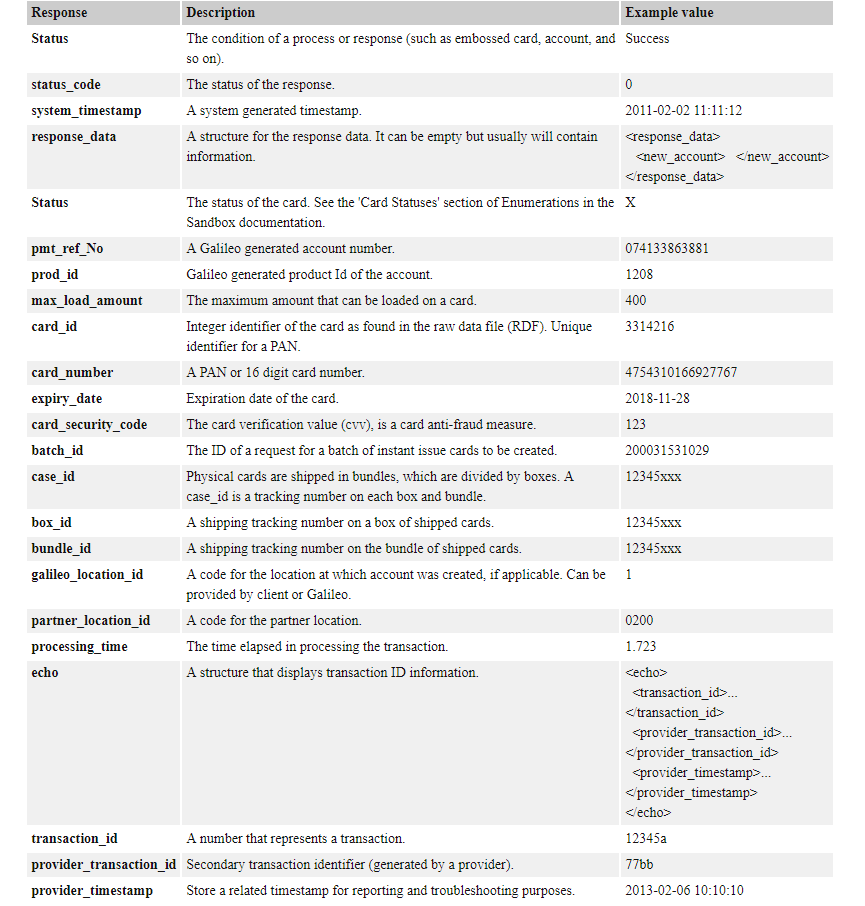 Response Description Example value
Status The condition of a process or response (such as embossed card, account, and Success
so on).
status_code The status of the response. 0
system_timestamp A system generated timestamp. 2011-02-02 11:11:12
response_data A structure for the response data. It can be empty but usually will contain <response_data>
information. <new_account> </new_account>
</response_data>
Status The status of the card. See the 'Card Statuses' section of Enumerations in the X
Sandbox documentation.
pmt_ref_No A Galileo generated account number. 074133863881
prod_id Galileo generated product Id of the account. 1208
max_load_amount The maximum amount that can be loaded on a card. 400
card_id Integer identifier of the card as found in the raw data file (RDF). Unique 3314216
identifier for a PAN.
card_number A PAN or 16 digit card number. 4754310166927767
expiry_date Expiration date of the card. 2018-11-28
card_security_code The card verification value (cvv), is a card anti-fraud measure. 123
batch_id The ID of a request for a batch of instant issue cards to be created. 200031531029
case_id Physical cards are shipped in bundles, which are divided by boxes. A 12345xxx
case_id is a tracking number on each box and bundle.
box_id A shipping tracking number on a box of shipped cards. 12345xxx
bundle_id A shipping tracking number on the bundle of shipped cards. 12345xxx
galileo_location_id A code for the location at which account was created, if applicable. Can be 1
provided by client or Galileo.
partner_location_id A code for the partner location. 0200
processing_time The time elapsed in processing the transaction. 1.723
echo A structure that displays transaction ID information. <echo>
<transaction_id>...
</transaction_id>
<provider_transaction_id>...
</provider_transaction_id>
<provider_timestamp>...
</provider_timestamp>
</echo>
transaction_id A number that represents a transaction. 12345a
provider_transaction_id Secondary transaction identifier (generated by a provider). 77bb
provider_timestamp Store a related timestamp for reporting and troubleshooting purposes. 2013-02-06 10:10:10